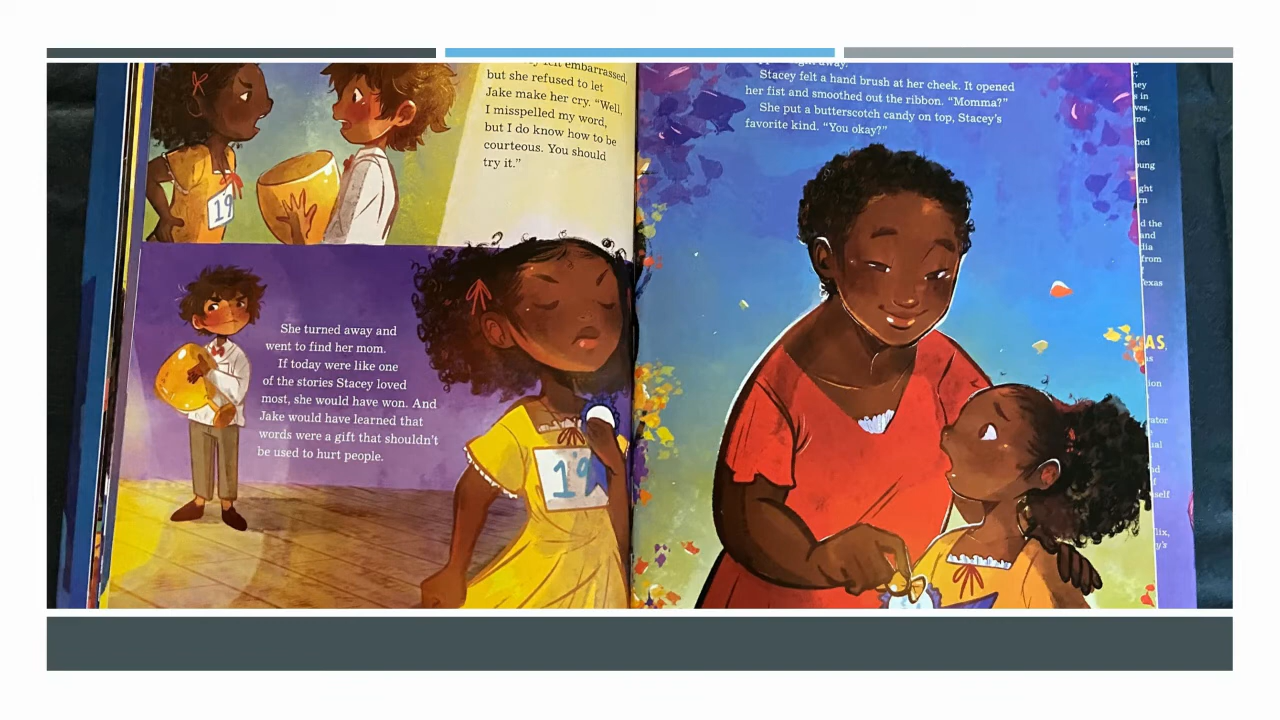 embarrassed,
but she refused to let
Jake make her cry. “Well,
I misspelled my word,
but I do know how to be
courteous. You should
try it.”
19
She turned away and
went to find her mom.
If today were like one
of the stories Stacey loved
most, she would have won. And
Jake would have learned that
words were a gift that shouldn’t
be used to hurt people.
19
away.
Stacey felt a hand brush at her cheek. It opened
her fist and smoothed out the ribbon. “Momma?”
She put a butterscotch candy on top, Stacey’s
favorite kind. “You okay?”